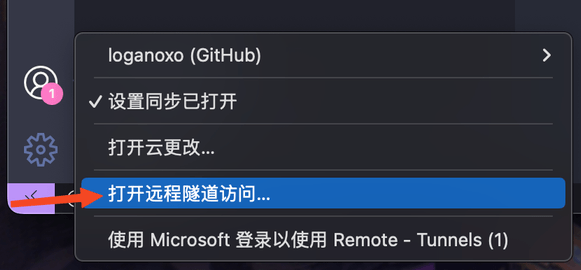 loganoxo (GitHub)
1
设置同步已打开
打开云更改...
打开远程隧道访问...
使用 Microsoft 登录以使用 Remote - Tunnels (1)